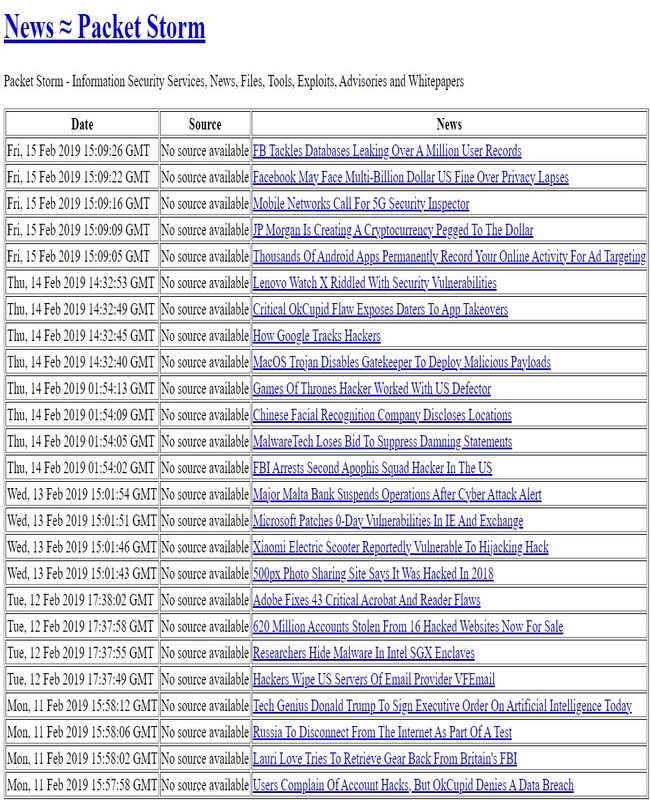 News ≈ Packet Storm
Packet Storm - Information Security Services, News, Files, Tools, Exploits, Advisories and Whitepapers
Date Source News
Fri, 15 Feb 2019 15:09:26 GMT No source available FB Tackles Databases Leaking Over A Million User Records
Fri, 15 Feb 2019 15:09:22 GMT No source available Facebook May Face Multi-Billion Dollar US Fine Over Privacy Lapses
Fri, 15 Feb 2019 15:09:16 GMT No source available Mobile Networks Call For 5G Security Inspector
Fri, 15 Feb 2019 15:09:09 GMT No source available JP Morgan Is Creating A Cryptocurrency Pegged To The Dollar
Fri, 15 Feb 2019 15:09:05 GMT No source available Thousands Of Android Apps Permanently Record Your Online Activity For Ad Targeting
Thu, 14 Feb 2019 14:32:53 GMT No source available Lenovo Watch X Riddled With Security Vulnerabilities
Thu, 14 Feb 2019 14:32:49 GMT No source available Critical OkCupid Flaw Exposes Daters To App Takeovers
Thu, 14 Feb 2019 14:32:45 GMT No source available How Google Tracks Hackers
Thu, 14 Feb 2019 14:32:40 GMT No source available MacOS Trojan Disables Gatekeeper To Deploy Malicious Payloads
Thu, 14 Feb 2019 01:54:13 GMT No source available Games Of Thrones Hacker Worked With US Defector
Thu, 14 Feb 2019 01:54:09 GMT No source available Chinese Facial Recognition Company Discloses Locations
Thu, 14 Feb 2019 01:54:05 GMT No source available MalwareTech Loses Bid To Suppress Damning Statements
Thu, 14 Feb 2019 01:54:02 GMT No source available FBI Arrests Second Apophis Squad Hacker In The US
Wed, 13 Feb 2019 15:01:54 GMT No source available Major Malta Bank Suspends Operations After Cyber Attack Alert
Wed, 13 Feb 2019 15:01:51 GMT No source available Microsoft Patches 0-Day Vulnerabilities In IE And Exchange
Wed, 13 Feb 2019 15:01:46 GMT No source available Xiaomi Electric Scooter Reportedly Vulnerable To Hijacking Hack
Wed, 13 Feb 2019 15:01:43 GMT No source available 500px Photo Sharing Site Says It Was Hacked In 2018
Tue, 12 Feb 2019 17:38:02 GMT No source available Adobe Fixes 43 Critical Acrobat And Reader Flaws
Tue, 12 Feb 2019 17:37:58 GMT No source available 620 Million Accounts Stolen From 16 Hacked Websites Now For Sale
Tue, 12 Feb 2019 17:37:55 GMT No source available Researchers Hide Malware In Intel SGX Enclaves
Tue, 12 Feb 2019 17:37:49 GMT No source available Hackers Wipe US Servers Of Email Provider VFEmail
Mon, 11 Feb 2019 15:58:12 GMT No source available Tech Genius Donald Trump To Sign Executive Order On Artificial Intelligence Today
Mon, 11 Feb 2019 15:58:06 GMT No source available Russia To Disconnect From The Internet As Part Of A Test
Mon, 11 Feb 2019 15:58:02 GMT No source available Lauri Love Tries To Retrieve Gear Back From Britain's FBI
Mon, 11 Feb 2019 15:57:58 GMT No source available Users Complain Of Account Hacks, But OkCupid Denies A Data Breach